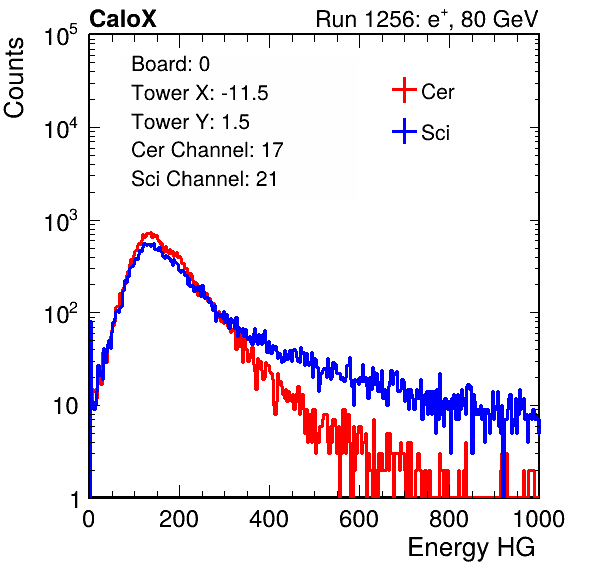 CaloX Run 1256: e⁺, 80 GeV
Counts
10⁵
10⁴
10³
10²
10
1
Board: 0
Tower X: -11.5
Tower Y: 1.5
Cer Channel: 17
Sci Channel: 21
Cer
Sci
0 200 400 600 800 1000
Energy HG